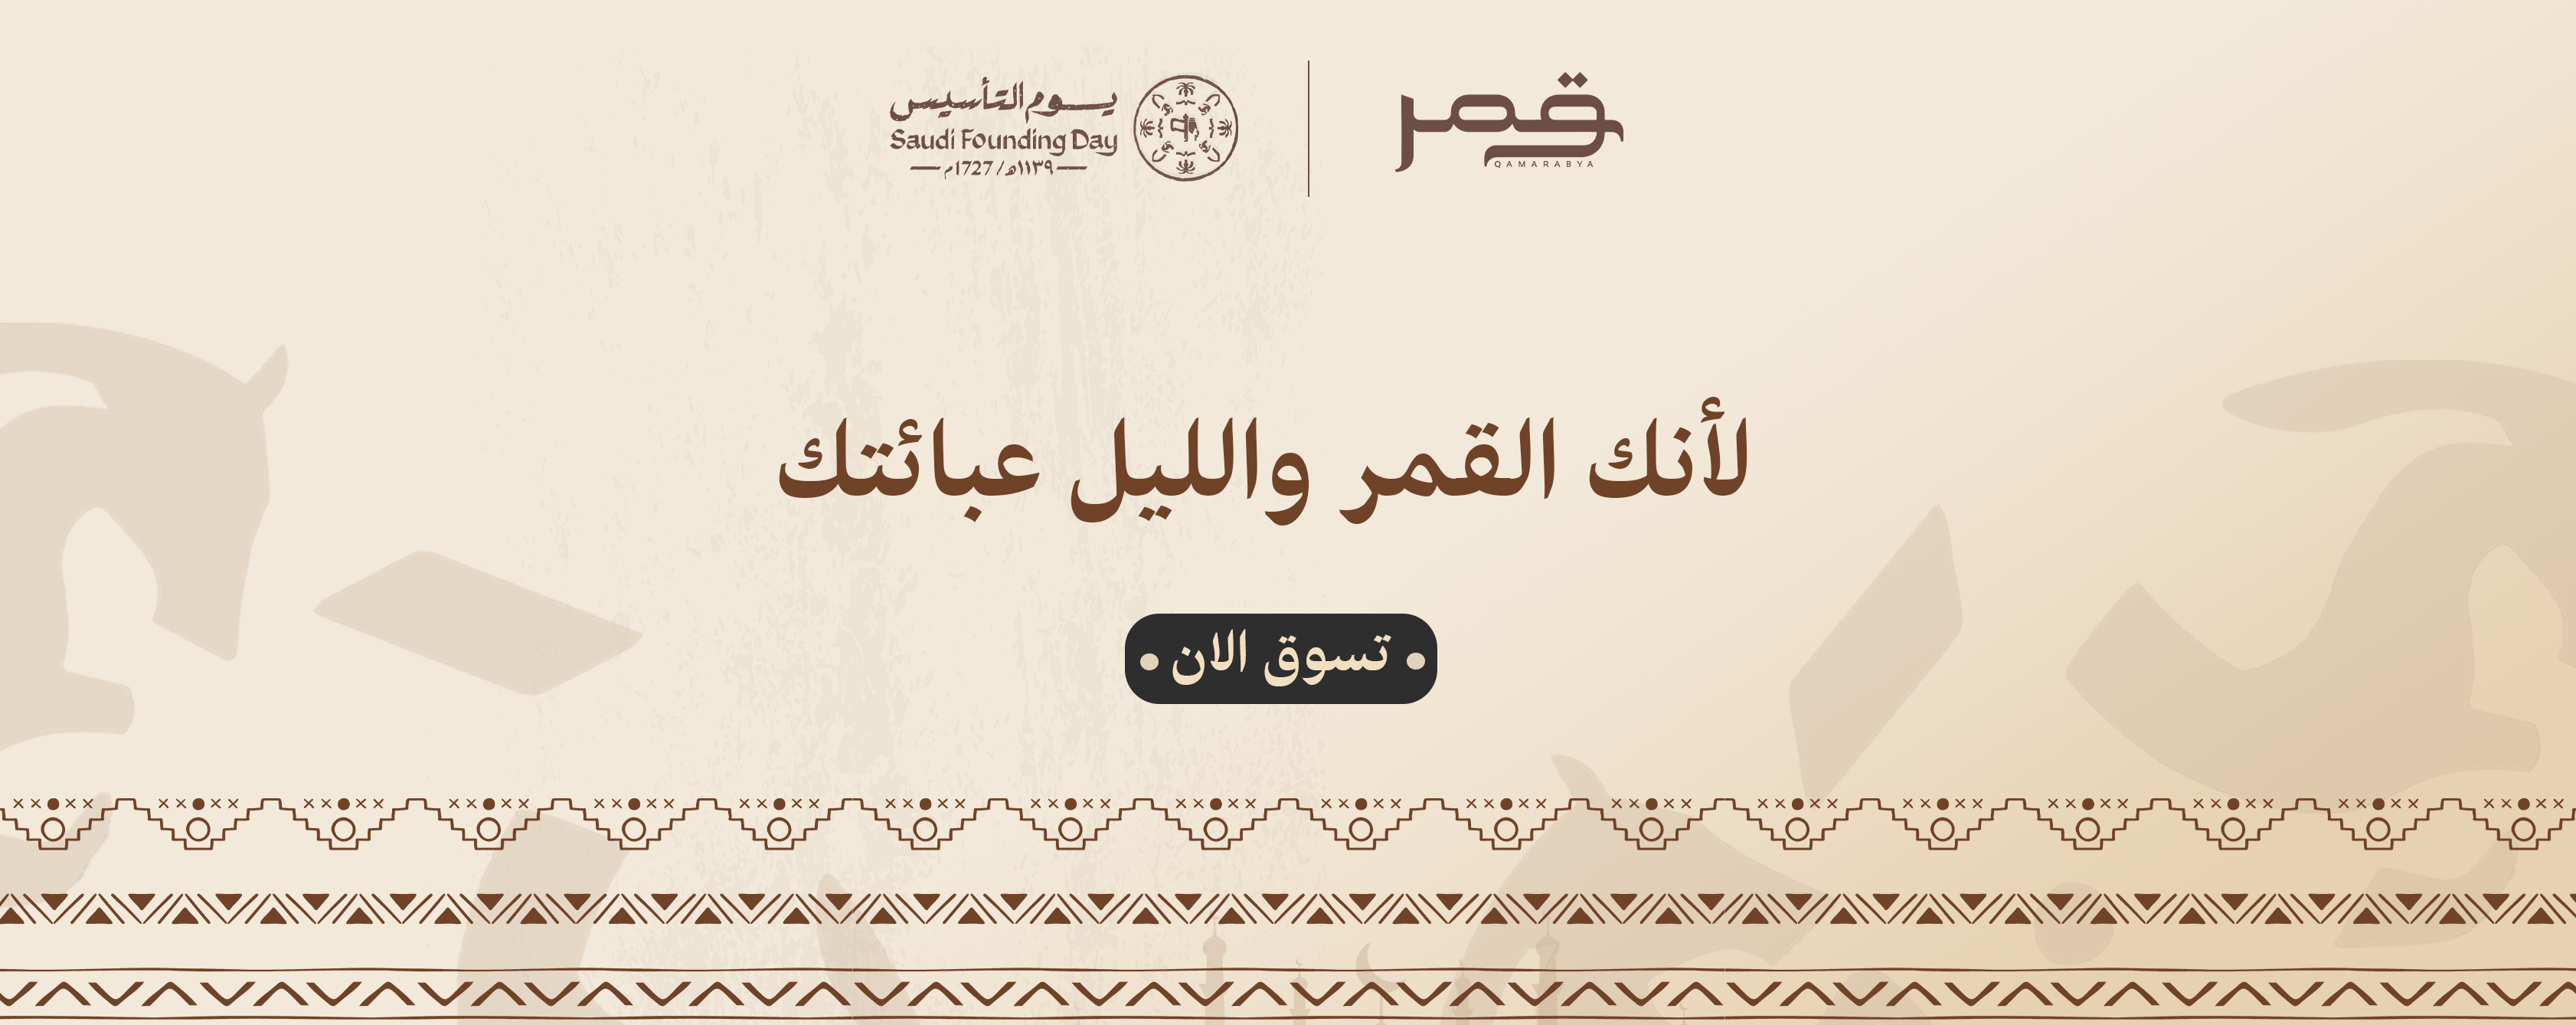 قمر
QAMARABYA
يوم التأسيس
Saudi Founding Day
١١٣٩هـ/1727م
لأنك القمر والليل عبائتك
تسوق الان